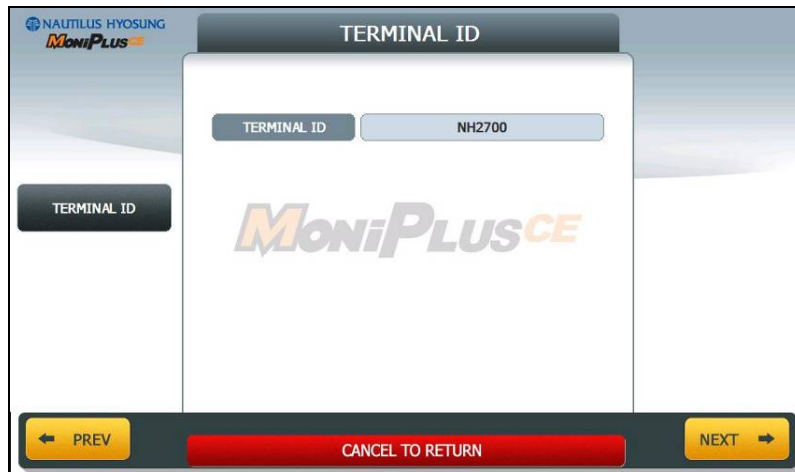 NAUTILUS HYOSUNG
MONiPLUSCE
TERMINAL ID
TERMINAL ID NH2700
TERMINAL ID
MONiPLUSCE
PREV
CANCEL TO RETURN
NEXT